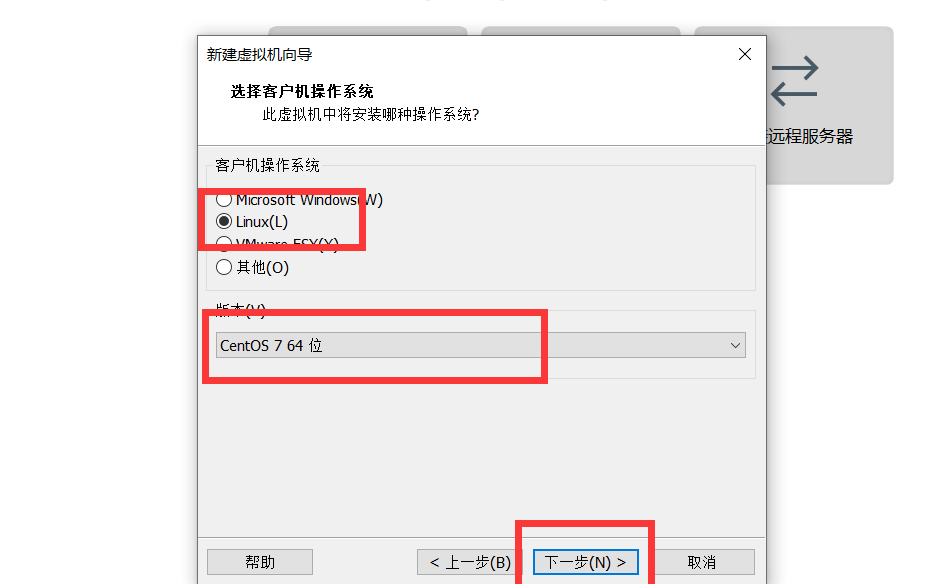 新建虚拟机向导
选择客户机操作系统
此虚拟机中将安装哪种操作系统?
远程服务器
客户机操作系统
Microsoft Windows(W)
Linux(L)
VMware ESX(X)
其他(O)
版本(V)
CentOS 7 64 位
帮助
< 上一步(B)
下一步(N) >
取消